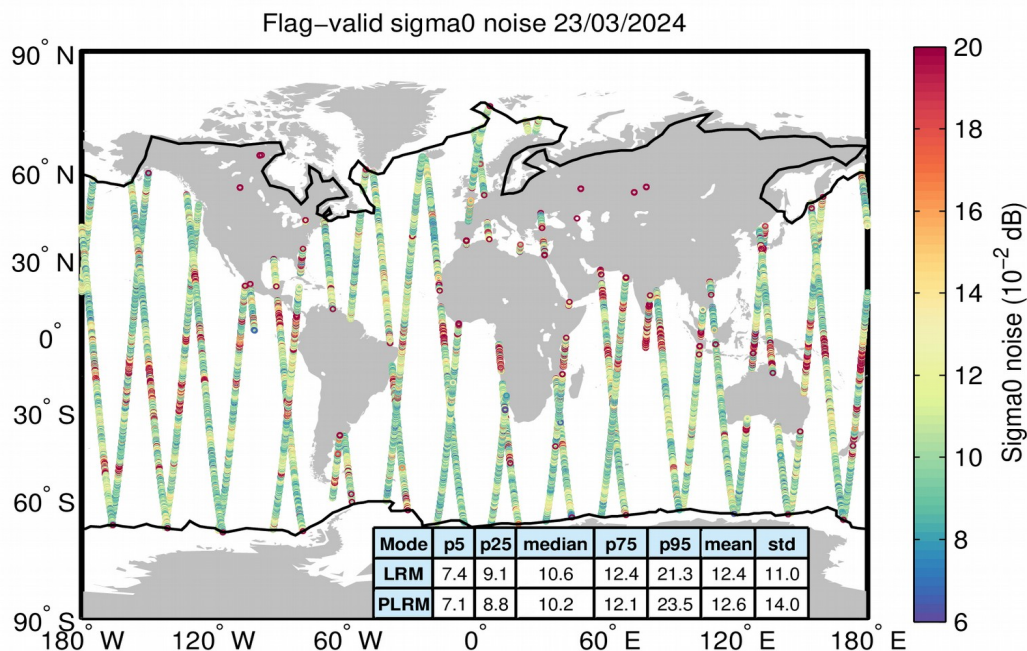 Flag−valid sigma0 noise 23/03/2024
90° N
60° N
30° N
0°
30° S
60° S
90° S
180° W
120° W
60° W
0°
60° E
120° E
180° E
Mode p5 p25 median p75 p95 mean std
LRM 7.4 9.1 10.6 12.4 21.3 12.4 11.0
PLRM 7.1 8.8 10.2 12.1 23.5 12.6 14.0
20
18
16
14
12
10
8
6
Sigma0 noise (10⁻² dB)